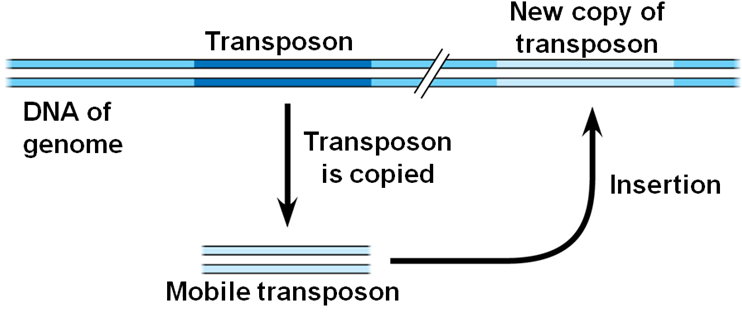 Transposon
New copy of
transposon
DNA of
genome
Transposon
is copied
Insertion
Mobile transposon